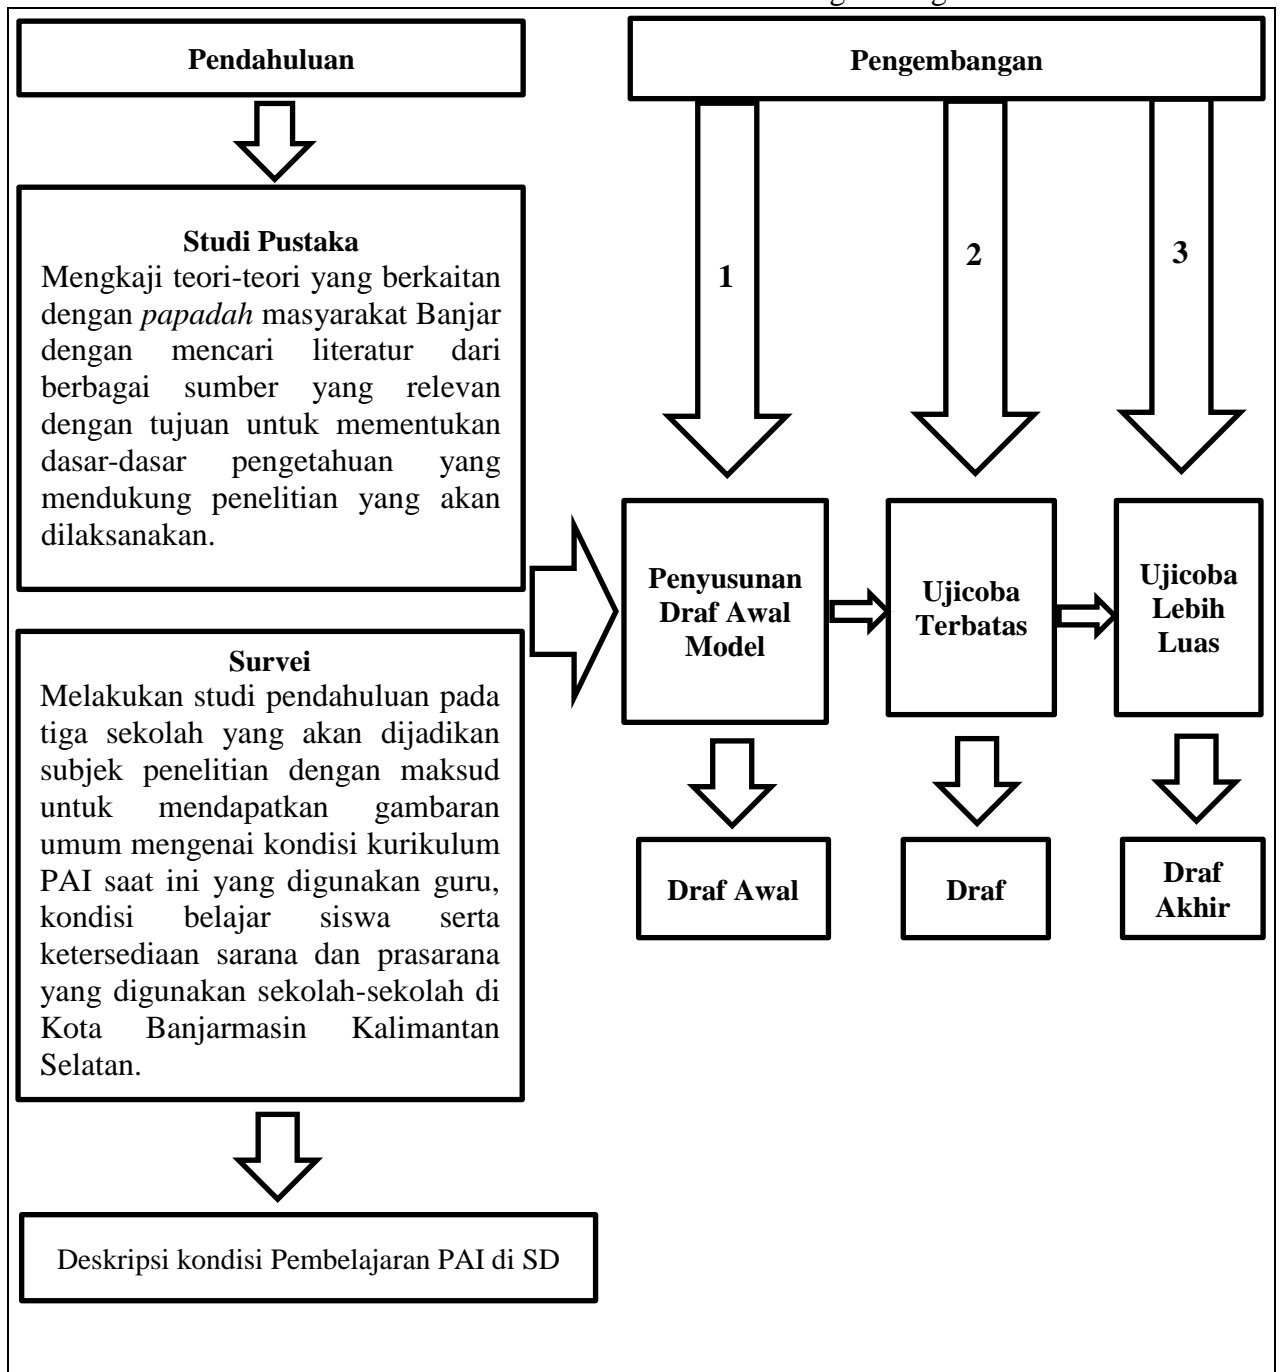 Pendahuluan
Studi Pustaka
Mengkaji teori-teori yang berkaitan
dengan papadah masyarakat Banjar
dengan mencari literatur dari
berbagai sumber yang relevan
dengan tujuan untuk mementukan
dasar-dasar pengetahuan yang
mendukung penelitian yang akan
dilaksanakan.
Survei
Melakukan studi pendahuluan pada
tiga sekolah yang akan dijadikan
subjek penelitian dengan maksud
untuk mendapatkan gambaran
umum mengenai kondisi kurikulum
PAI saat ini yang digunakan guru,
kondisi belajar siswa serta
ketersediaan sarana dan prasarana
yang digunakan sekolah-sekolah di
Kota Banjarmasin Kalimantan
Selatan.
Deskripsi kondisi Pembelajaran PAI di SD
Pengembangan
1
2
3
Penyusunan
Draf Awal
Model
Ujicoba
Terbatas
Ujicoba
Lebih
Luas
Draf Awal
Draf
Draf
Akhir